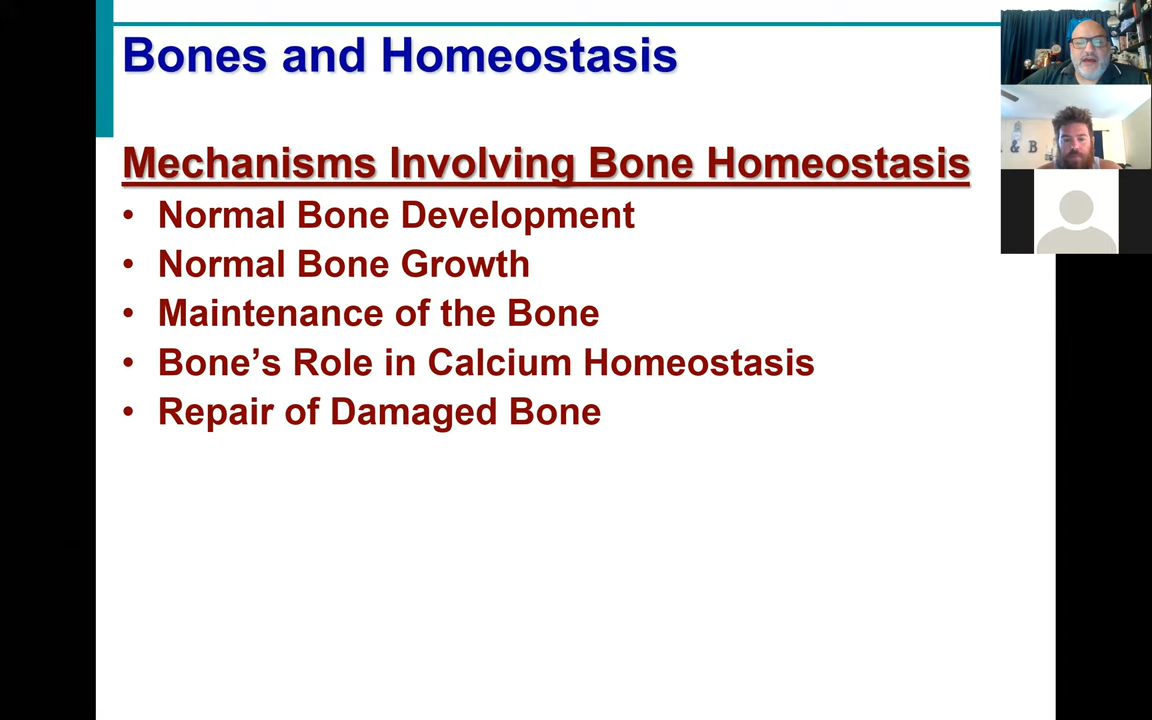 Bones and Homeostasis
Mechanisms Involving Bone Homeostasis
• Normal Bone Development
• Normal Bone Growth
• Maintenance of the Bone
• Bone’s Role in Calcium Homeostasis
• Repair of Damaged Bone
& B